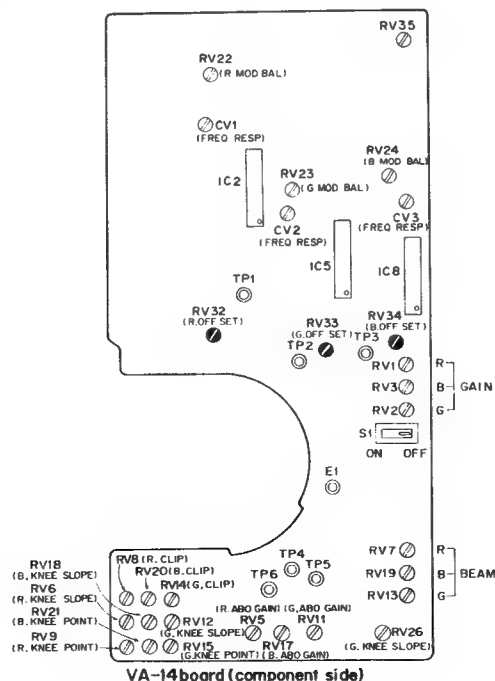 RV35
RV22
(R MOD BAL)
CV1
(FREQ RESP)
RV24
(B MOD BAL)
IC2
RV23
(G MOD BAL)
CV2
(FREQ RESP)
CV3
(FREQ RESP)
IC5
IC8
TP1
RV32
(R.OFF SET)
RV33
(G.OFF SET)
RV34
(B.OFF SET)
TP2
TP3
RV1 R
RV3 B GAIN
RV2 G
S1
ON OFF
E1
RV7 R
RV19 B BEAM
RV13 G
TP4
TP5
TP6
RV18
(B, KNEE SLOPE)
RV8 (R. CLIP)
RV20 (B. CLIP)
RV14 (G, CLIP)
RV6
(R. KNEE SLOPE)
RV21
(B. KNEE POINT)
RV9
(R. KNEE POINT)
RV12
(G.KNEE SLOPE)
RV15
(G.KNEE POINT)
(R. ABO GAIN) (G, ABO GAIN)
RV5
RV11
RV17
(B. ABO GAIN)
RV26
(G. KNEE SLOPE)
VA-14 board (component side)